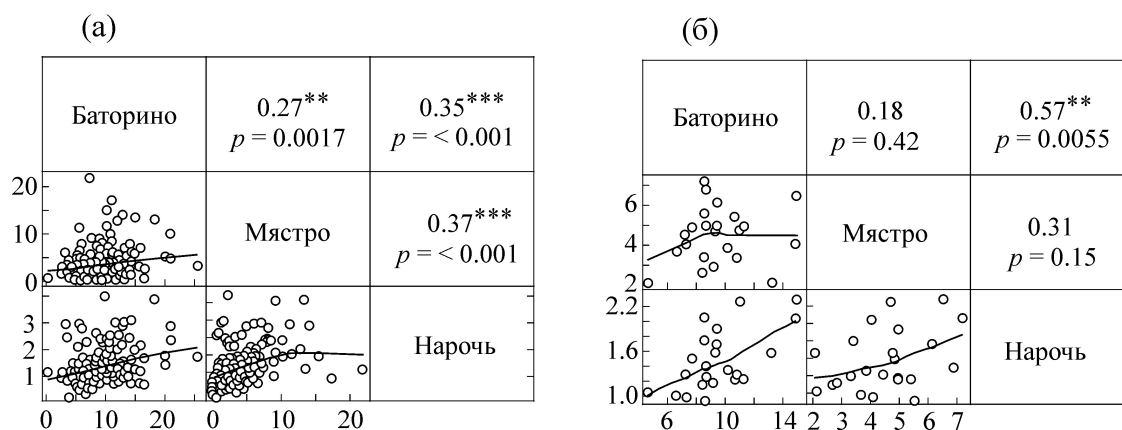 (а)
Баторино
0.27**
p = 0.0017
0.35***
p = < 0.001
20
10
0
Мястро
0.37***
p = < 0.001
3
2
1
Нарочь
0 10 20
0 10 20
(б)
Баторино
0.18
p = 0.42
0.57**
p = 0.0055
6
4
2
Мястро
0.31
p = 0.15
2.2
1.6
1.0
Нарочь
6 10 14
2 3 4 5 6 7